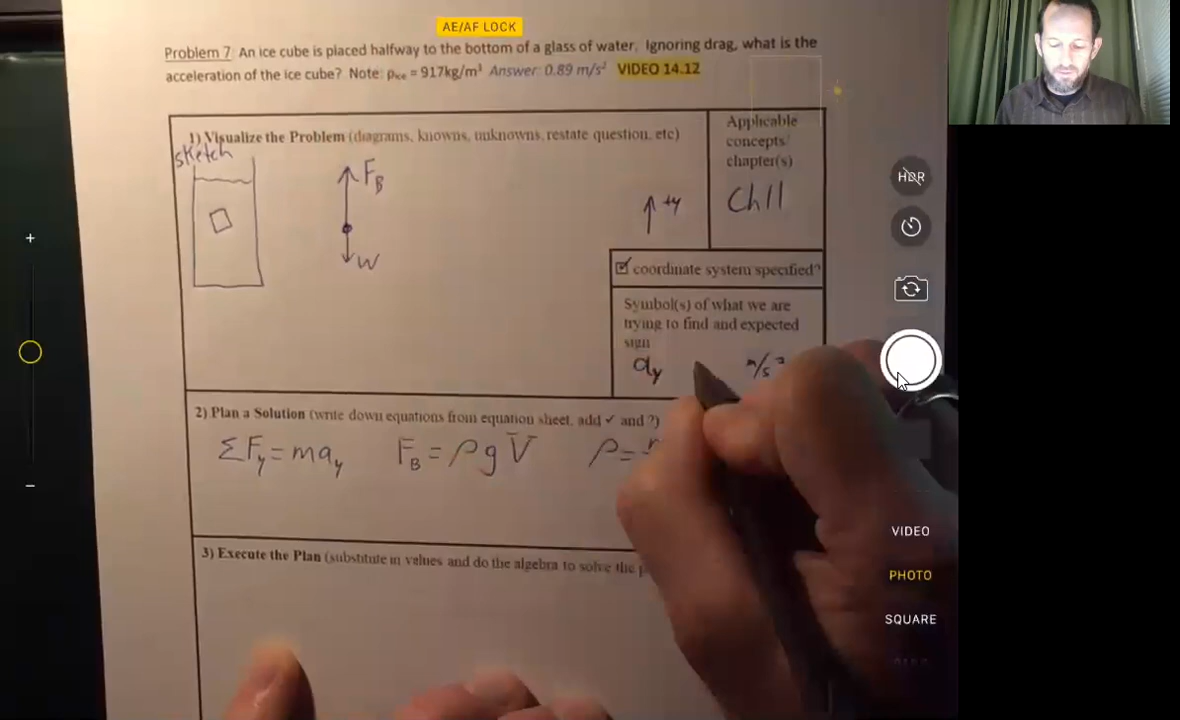 AE/AF LOCK
Problem 7: An ice cube is placed halfway to the bottom of a glass of water. Ignoring drag, what is the
acceleration of the ice cube? Note: ρice = 917kg/m³ Answer: 0.89 m/s² VIDEO 14.12
1) Visualize the Problem (diagrams, knowns, unknowns, restate question, etc)
sketch
F_B
W
+y
Applicable
concepts/
chapter(s)
Ch11
coordinate system specified?
Symbol(s) of what we are
trying to find and expected
sign
a_y m/s²
2) Plan a Solution (write down equations from equation sheet, add ✓ and ?)
ΣF_y = ma_y F_B = ρgV ρ=
3) Execute the Plan (substitute in values and do the algebra to solve the
HDR
VIDEO
PHOTO
SQUARE